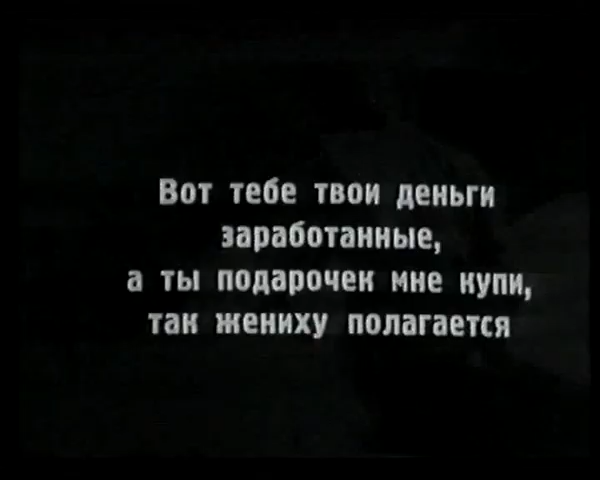 Вот тебе твои деньги
заработанные,
а ты подарочек мне купи,
так жениху полагается